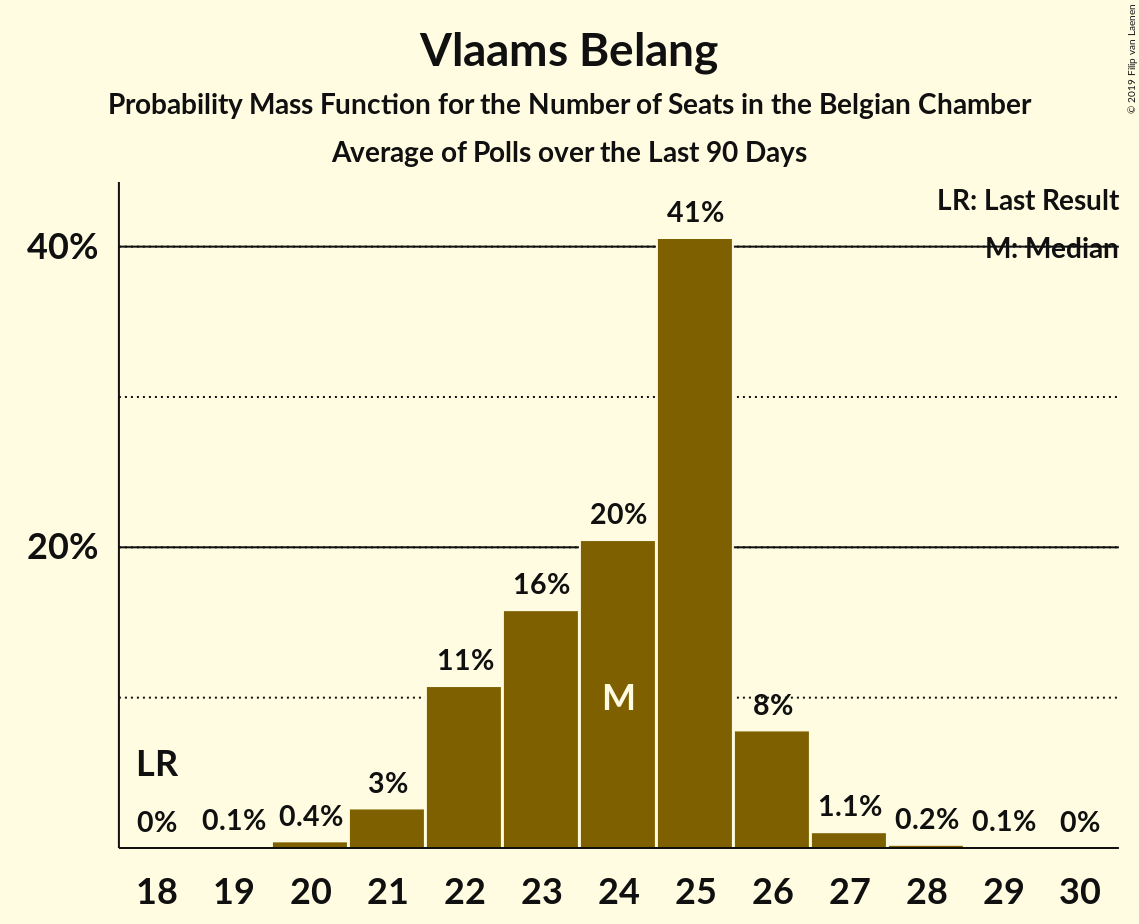 Vlaams Belang
Probability Mass Function for the Number of Seats in the Belgian Chamber
Average of Polls over the Last 90 Days
© 2019 Filip van Laenen
LR: Last Result
M: Median
41%
40%
20%
20%
16%
11%
M
8%
LR
3%
0%
0.1%
0.4%
1.1%
0.2%
0.1%
0%
18 19 20 21 22 23 24 25 26 27 28 29 30